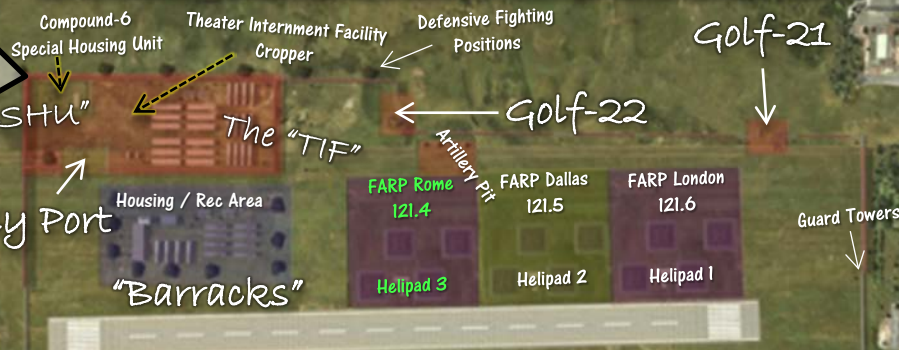 Compound-6
Special Housing Unit
Theater Internment Facility
Cropper
Defensive Fighting
Positions
Golf-21
SHU"
The "TIF"
Golf-22
Artillery Pit
y Port
Housing / Rec Area
"Barracks"
FARP Rome
121.4
Helipad 3
FARP Dallas
121.5
Helipad 2
FARP London
121.6
Helipad 1
Guard Towers